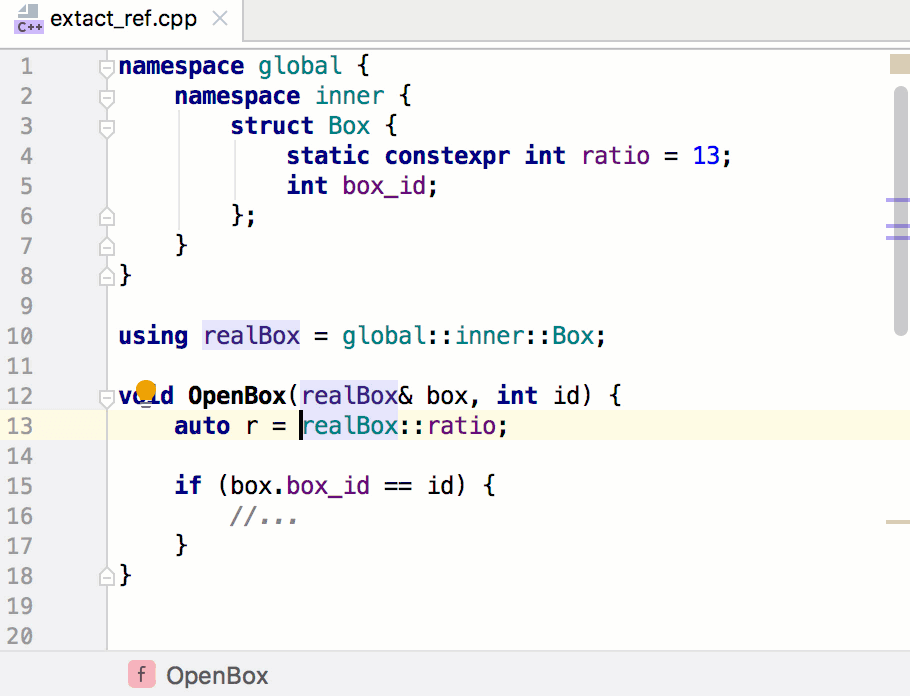 C++ extact_ref.cpp
1 namespace global {
2     namespace inner {
3         struct Box {
4             static constexpr int ratio = 13;
5             int box_id;
6         };
7     }
8 }
9
10 using realBox = global::inner::Box;
11
12 void OpenBox(realBox& box, int id) {
13     auto r = realBox::ratio;
14
15     if (box.box_id == id) {
16         //...
17     }
18 }
19
20
f OpenBox